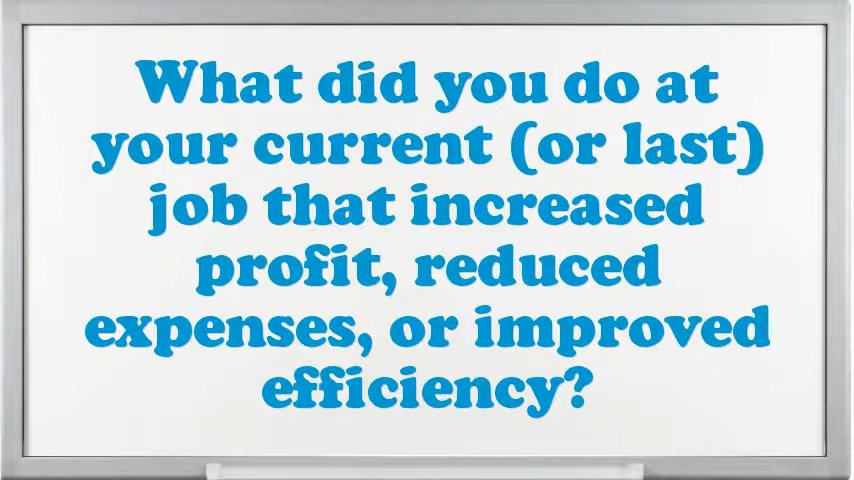 What did you do at
your current (or last)
job that increased
profit, reduced
expenses, or improved
efficiency?